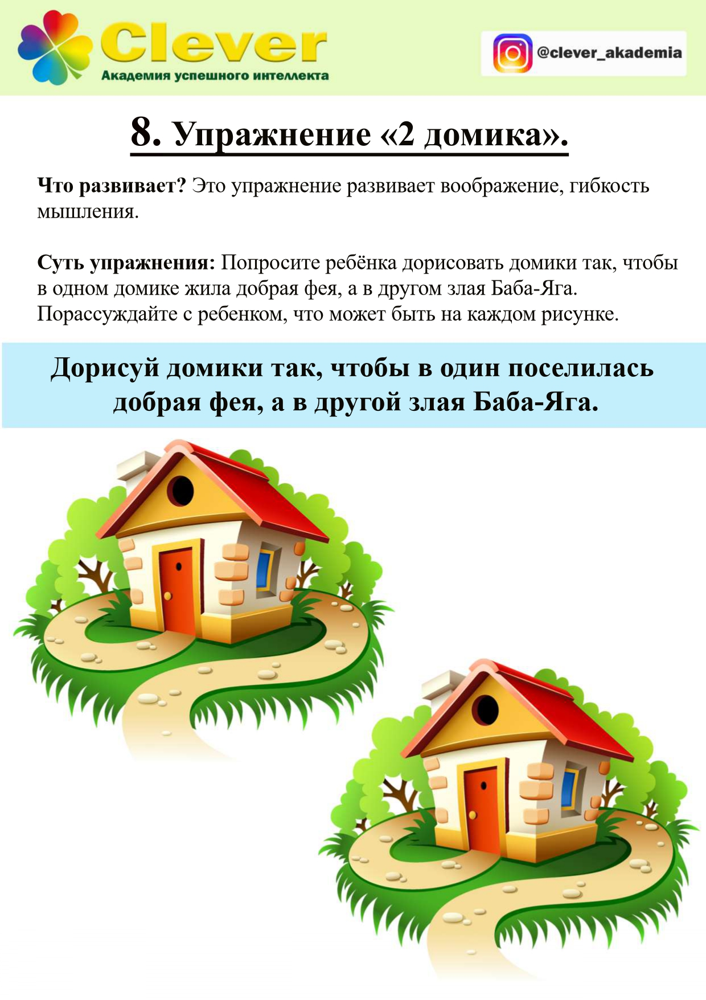 Clever
Академия успешного интеллекта
@clever_akademia
8. Упражнение «2 домика».
Что развивает? Это упражнение развивает воображение, гибкость
мышления.
Суть упражнения: Попросите ребёнка дорисовать домики так, чтобы
в одном домике жила добрая фея, а в другом злая Баба-Яга.
Порассуждайте с ребенком, что может быть на каждом рисунке.
Дорисуй домики так, чтобы в один поселилась
добрая фея, а в другой злая Баба-Яга.